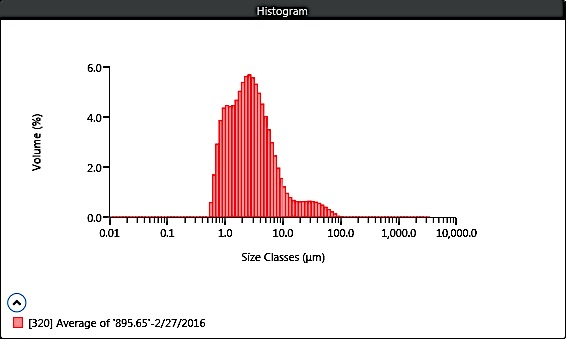 Histogram
6.0
4.0
2.0
0.0
Volume (%)
0.01 0.1 1.0 10.0 100.0 1,000.0 10,000.0
Size Classes (µm)
[320] Average of '895.65'-2/27/2016